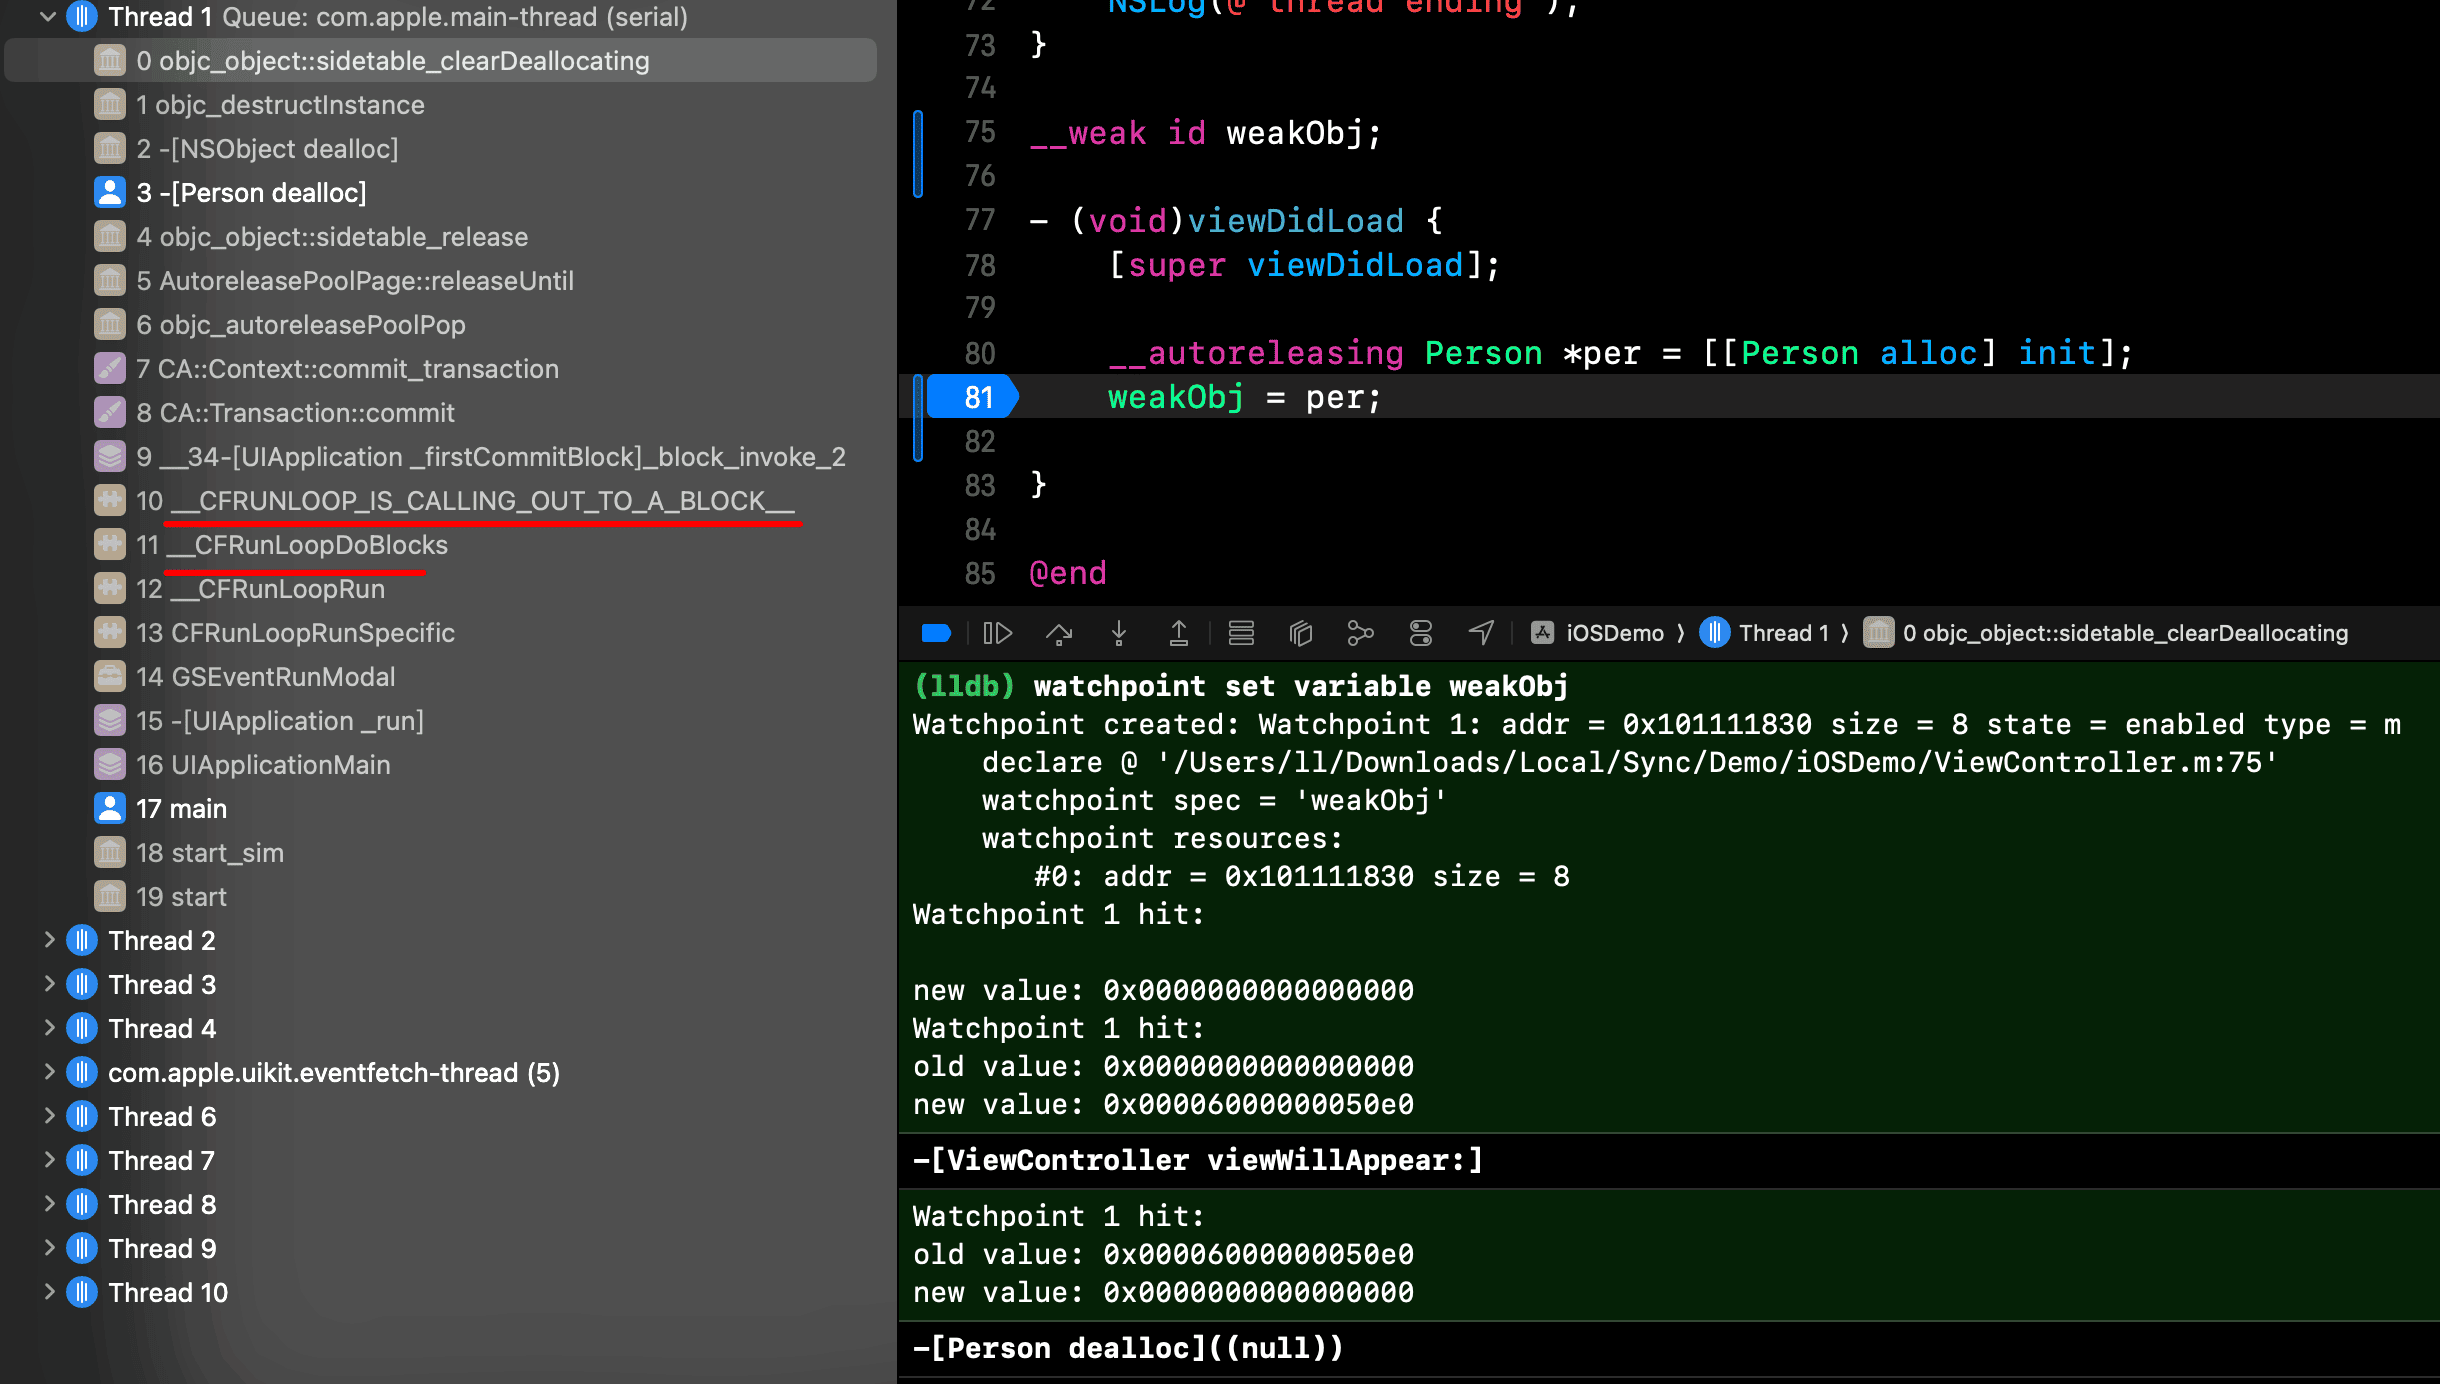 Thread 1 Queue: com.apple.main-thread (serial)
0 objc_object::sidetable_clearDeallocating
1 objc_destructInstance
2 -[NSObject dealloc]
3 -[Person dealloc]
4 objc_object::sidetable_release
5 AutoreleasePoolPage::releaseUntil
6 objc_autoreleasePoolPop
7 CA::Context::commit_transaction
8 CA::Transaction::commit
9 __34-[UIApplication _firstCommitBlock]_block_invoke_2
10 __CFRUNLOOP_IS_CALLING_OUT_TO_A_BLOCK__
11 __CFRunLoopDoBlocks
12 __CFRunLoopRun
13 CFRunLoopRunSpecific
14 GSEventRunModal
15 -[UIApplication _run]
16 UIApplicationMain
17 main
18 start_sim
19 start
Thread 2
Thread 3
Thread 4
com.apple.uikit.eventfetch-thread (5)
Thread 6
Thread 7
Thread 8
Thread 9
Thread 10
72 NSLog(@"thread ending");
73 }
74
75 __weak id weakObj;
76
77 - (void)viewDidLoad {
78 [super viewDidLoad];
79
80 __autoreleasing Person *per = [[Person alloc] init];
81 weakObj = per;
82
83 }
84
85 @end
iOSDemo ⟩ Thread 1 ⟩ 0 objc_object::sidetable_clearDeallocating
(lldb) watchpoint set variable weakObj
Watchpoint created: Watchpoint 1: addr = 0x101111830 size = 8 state = enabled type = m
declare @ '/Users/ll/Downloads/Local/Sync/Demo/iOSDemo/ViewController.m:75'
watchpoint spec = 'weakObj'
watchpoint resources:
#0: addr = 0x101111830 size = 8
Watchpoint 1 hit:
new value: 0x0000000000000000
Watchpoint 1 hit:
old value: 0x0000000000000000
new value: 0x00006000000050e0
-[ViewController viewWillAppear:]
Watchpoint 1 hit:
old value: 0x00006000000050e0
new value: 0x0000000000000000
-[Person dealloc]((null))